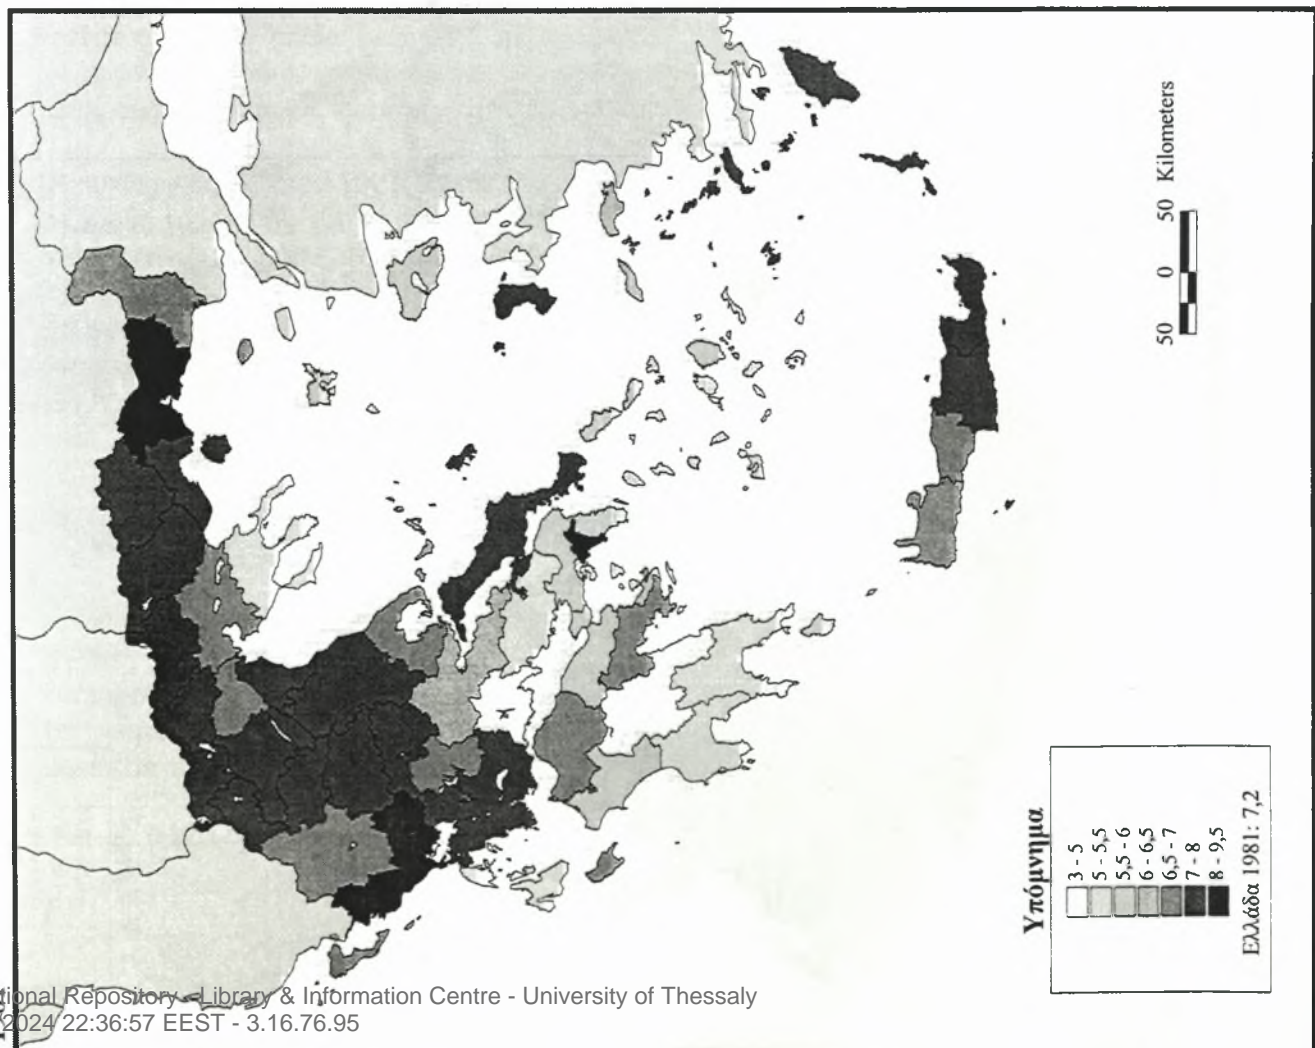 50 0 50 Kilometers
Υπόμνημα
3 - 5
5 - 5,5
5,5 - 6
6 - 6,5
6,5 - 7
7 - 8
8 - 9,5
Ελλάδα 1981: 7,2
Repository - Library & Information Centre - University of Thessaly
2024 22:36:57 EEST - 3.16.76.95